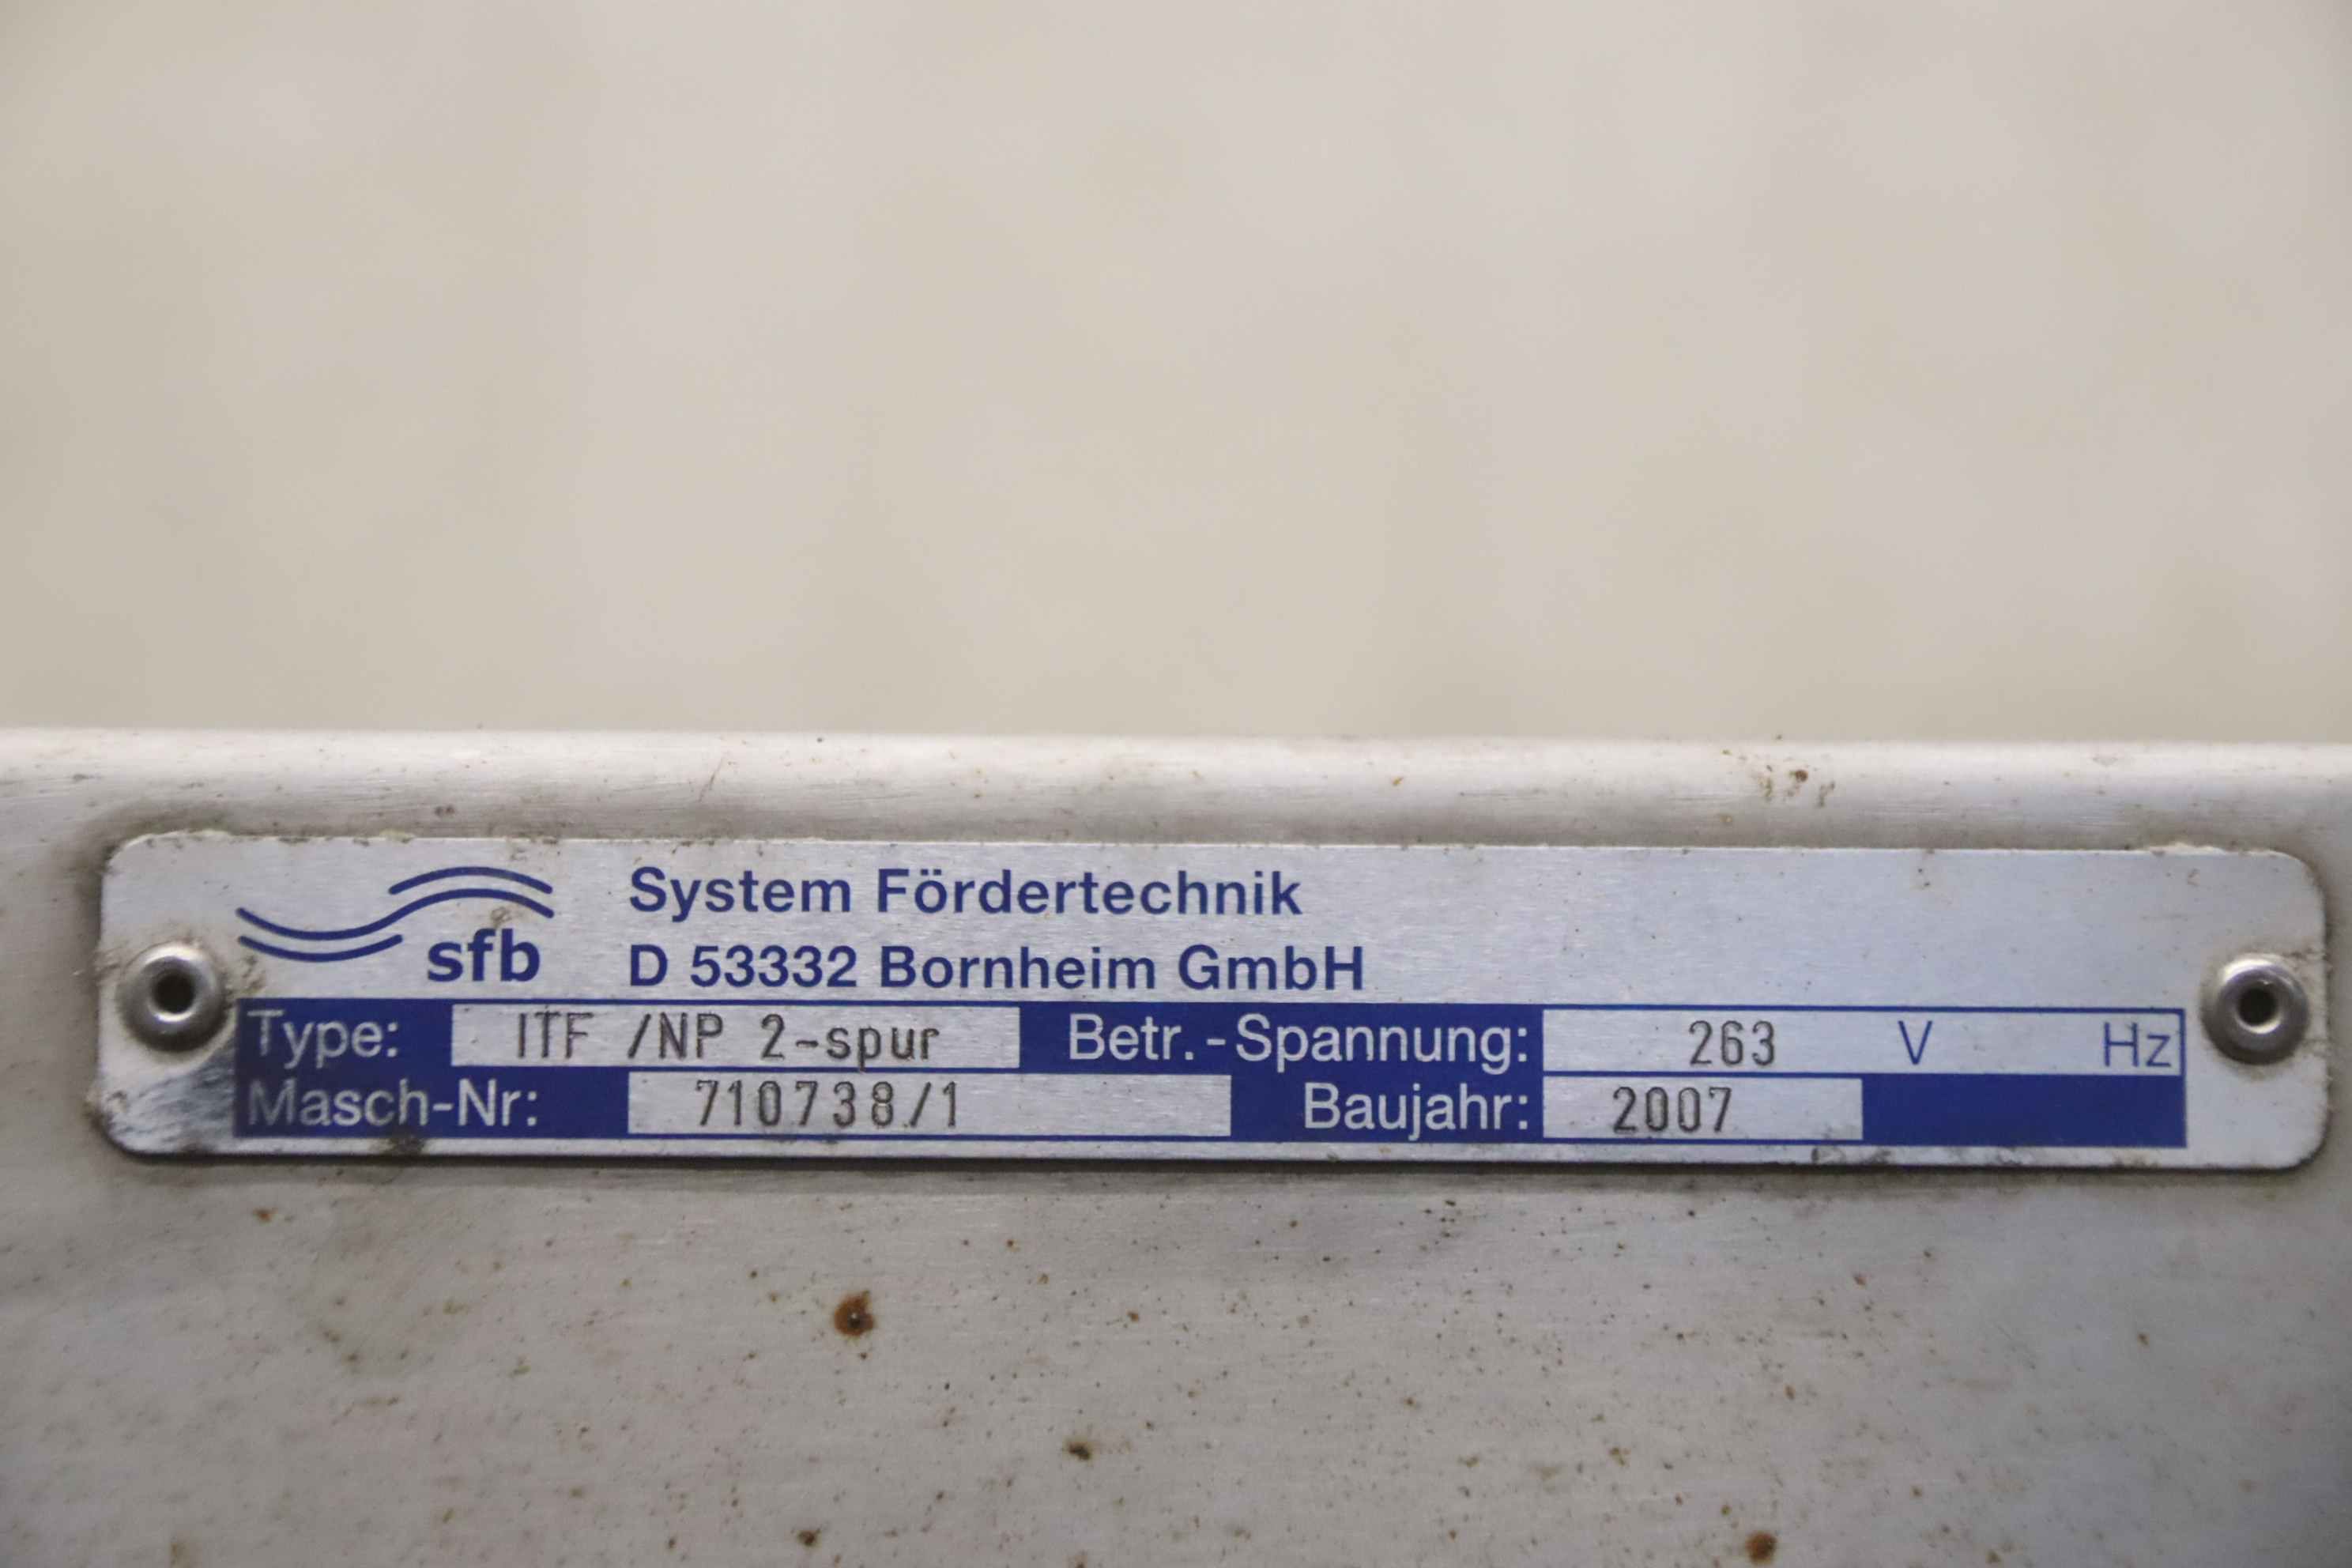 sfb
System Fördertechnik
D 53332 Bornheim GmbH
Type: ITF /NP 2-spur Betr.-Spannung: 263 V Hz
Masch-Nr: 710738/1 Baujahr: 2007